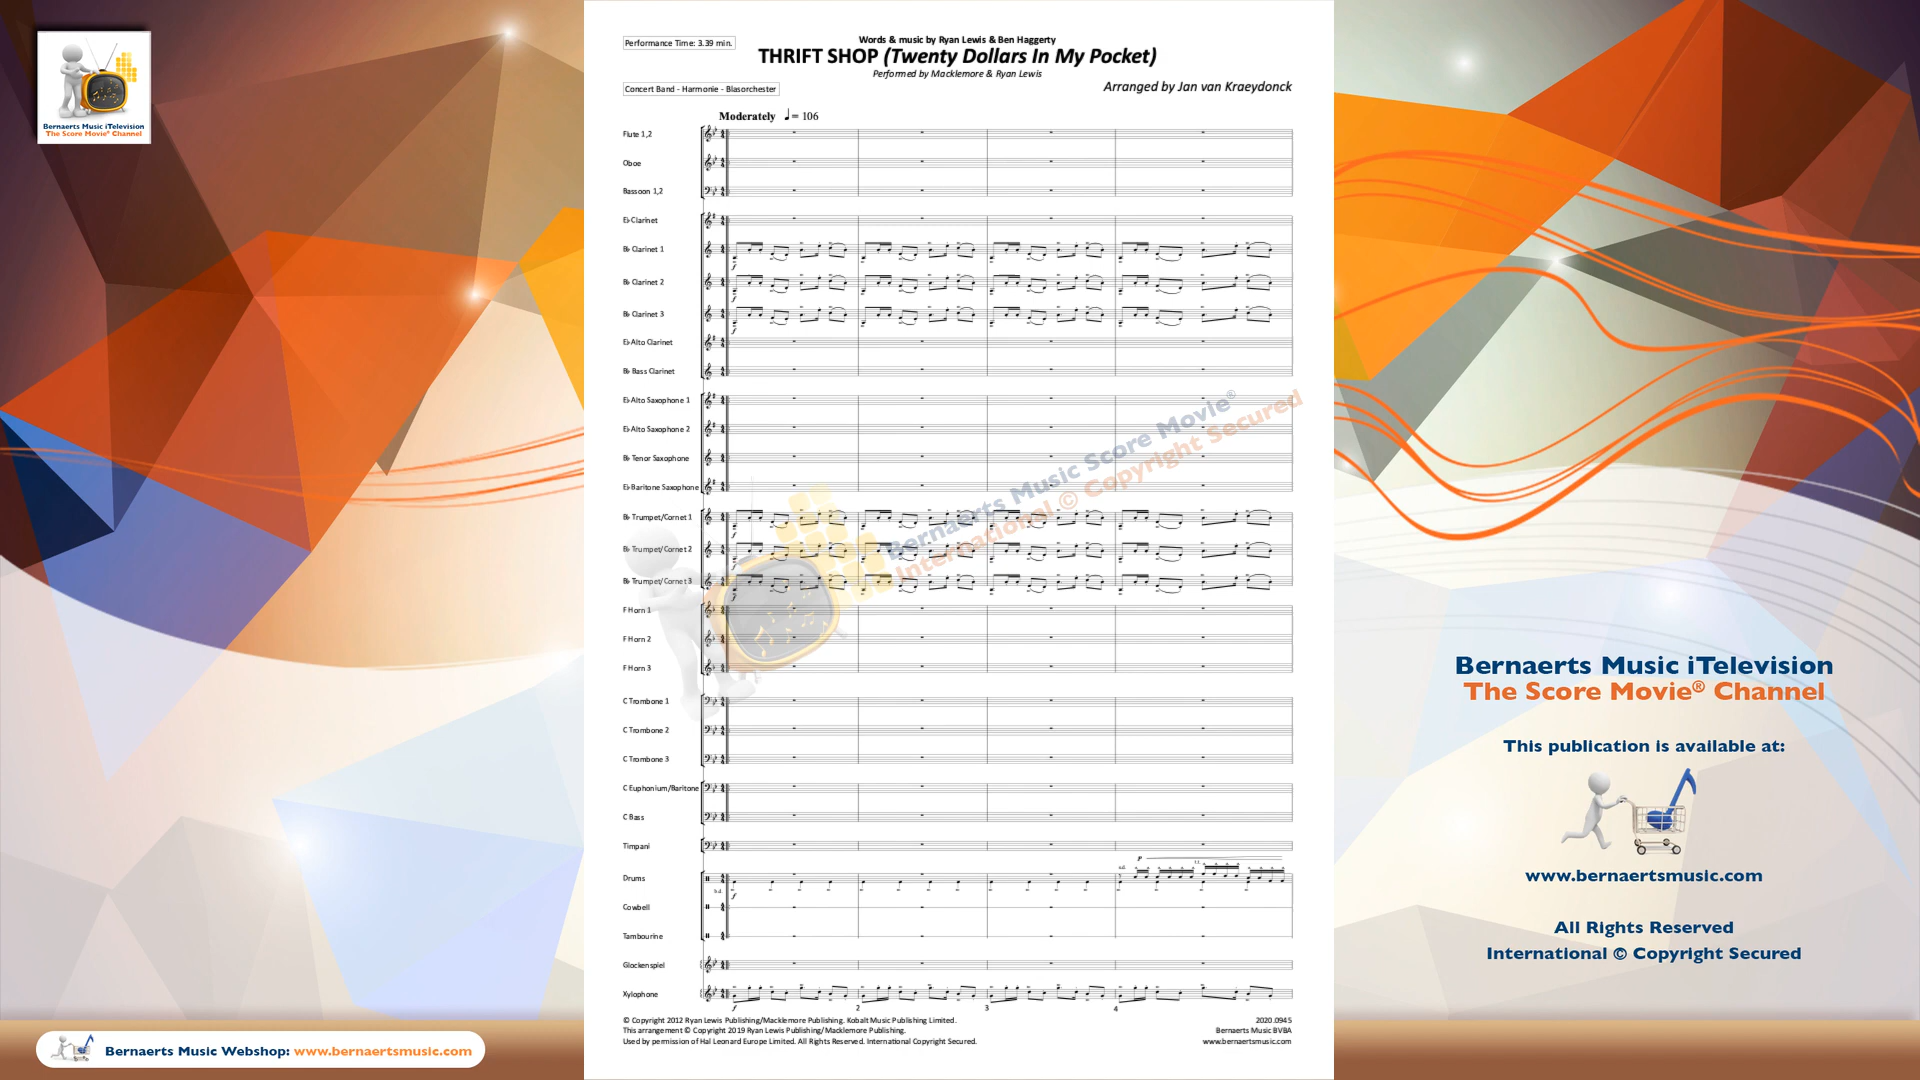 Bernaerts Music iTelevision
The Score Movie® Channel
Performance Time: 3.39 min.
Words & music by Ryan Lewis & Ben Haggerty
THRIFT SHOP (Twenty Dollars In My Pocket)
Performed by Macklemore & Ryan Lewis
Concert Band - Harmonie - Blasorchester
Arranged by Jan van Kraeydonck
Moderately ♩ = 106
Flute 1,2
Oboe
Bassoon 1,2
E♭ Clarinet
B♭ Clarinet 1
f
B♭ Clarinet 2
f
B♭ Clarinet 3
f
E♭ Alto Clarinet
B♭ Bass Clarinet
E♭ Alto Saxophone 1
E♭ Alto Saxophone 2
B♭ Tenor Saxophone
E♭ Baritone Saxophone
B♭ Trumpet/Cornet 1
f
B♭ Trumpet/Cornet 2
f
B♭ Trumpet/Cornet 3
f
F Horn 1
F Horn 2
F Horn 3
C Trombone 1
C Trombone 2
C Trombone 3
C Euphonium/Baritone
C Bass
Timpani
p
Drums
b.d.
f
Cowbell
Tambourine
Glockenspiel
Xylophone
f
2
3
4
© Copyright 2012 Ryan Lewis Publishing/Macklemore Publishing. Kobalt Music Publishing Limited.
This arrangement © Copyright 2019 Ryan Lewis Publishing/Macklemore Publishing.
Used by permission of Hal Leonard Europe Limited. All Rights Reserved. International Copyright Secured.
2020.0945
Bernaerts Music BVBA
www.bernaertsmusic.com
Bernaerts Music Score Movie®
International © Copyright Secured
Bernaerts Music iTelevision
The Score Movie® Channel
This publication is available at:
www.bernaertsmusic.com
All Rights Reserved
International © Copyright Secured
Bernaerts Music Webshop: www.bernaertsmusic.com